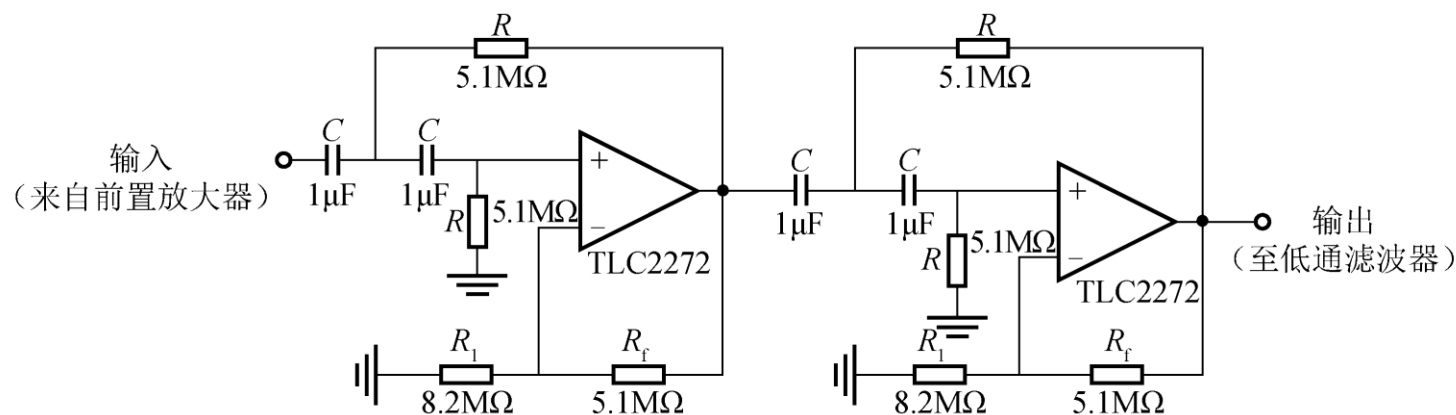 R
5.1MΩ
R
5.1MΩ
输入
（来自前置放大器）
C
1μF
C
1μF
R
5.1MΩ
+
−
TLC2272
C
1μF
C
1μF
R
5.1MΩ
+
−
TLC2272
输出
（至低通滤波器）
R1
8.2MΩ
Rf
5.1MΩ
R1
8.2MΩ
Rf
5.1MΩ